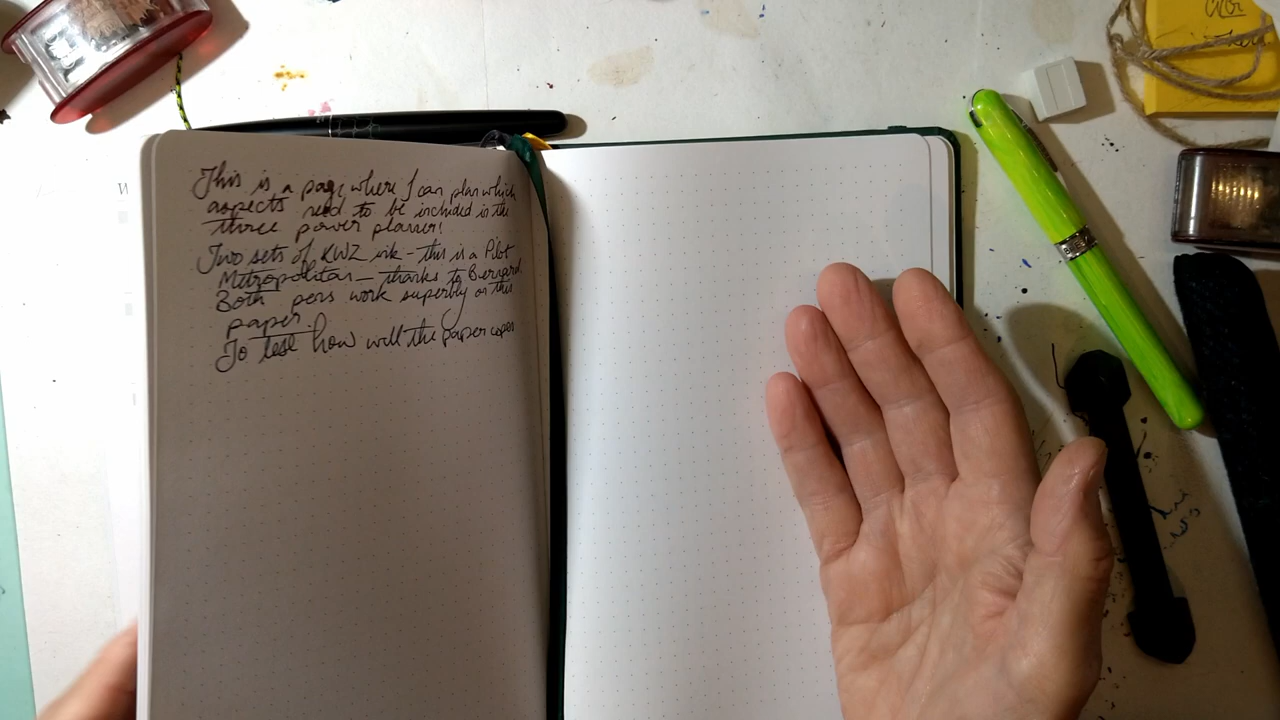 This is a page where I can plan which
aspects need to be included in the
three power planner!
Two sets of KWZ ink - this is a Pilot
Metropolitan - thanks to Bernard.
Both pens work superbly on this
paper.
To test how will the paper copes